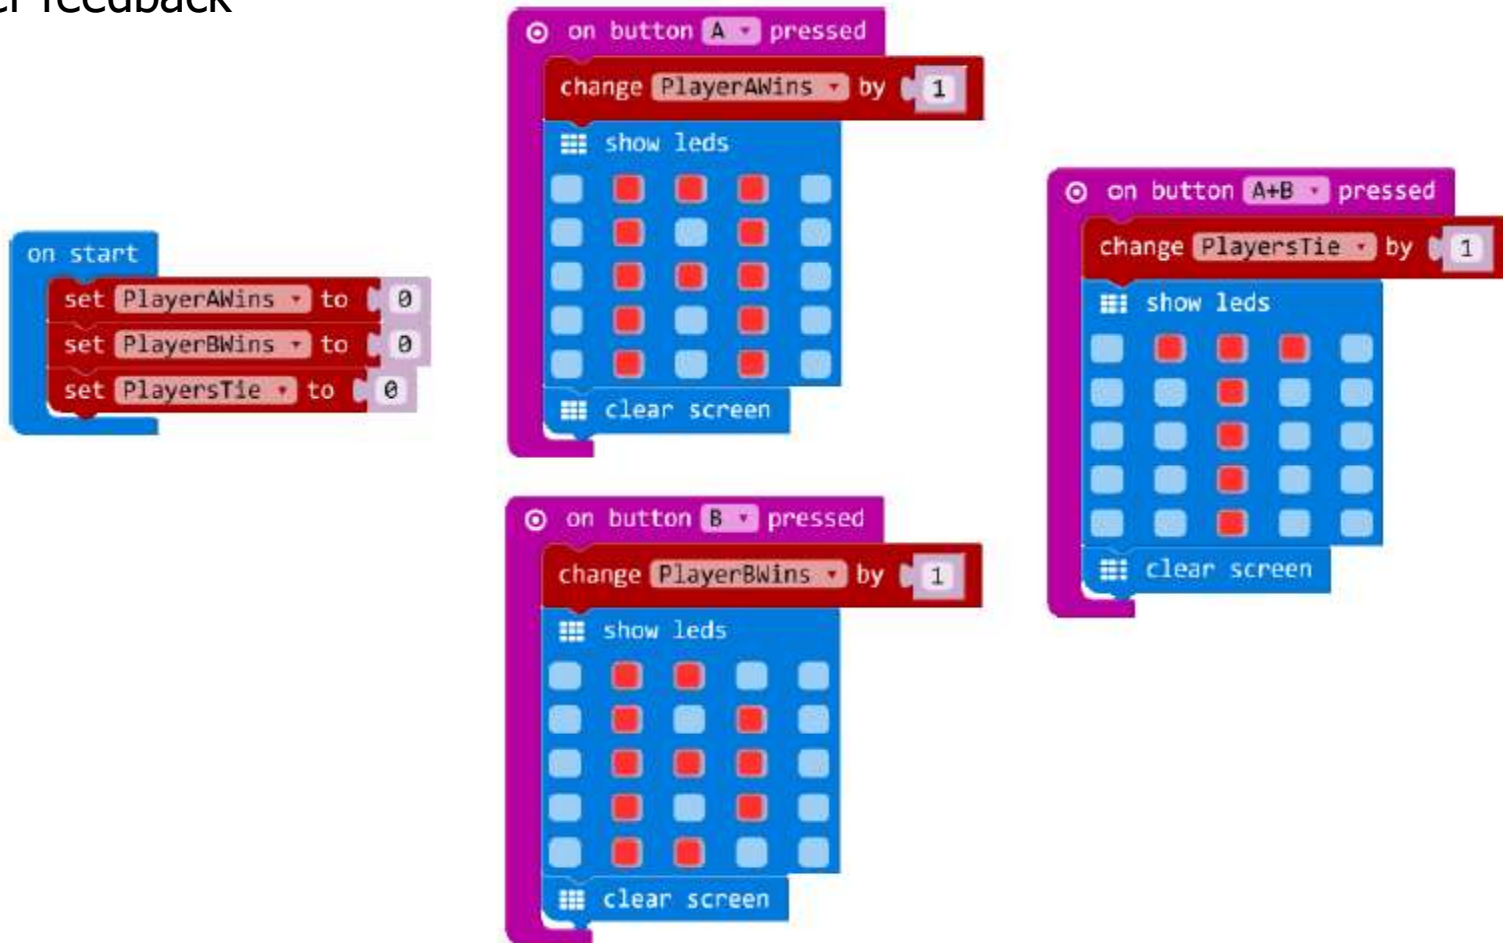 er feedback
on start
set PlayerAWins to 0
set PlayerBWins to 0
set PlayersTie to 0
on button A pressed
change PlayerAWins by 1
show leds
clear screen
on button B pressed
change PlayerBWins by 1
show leds
clear screen
on button A+B pressed
change PlayersTie by 1
show leds
clear screen